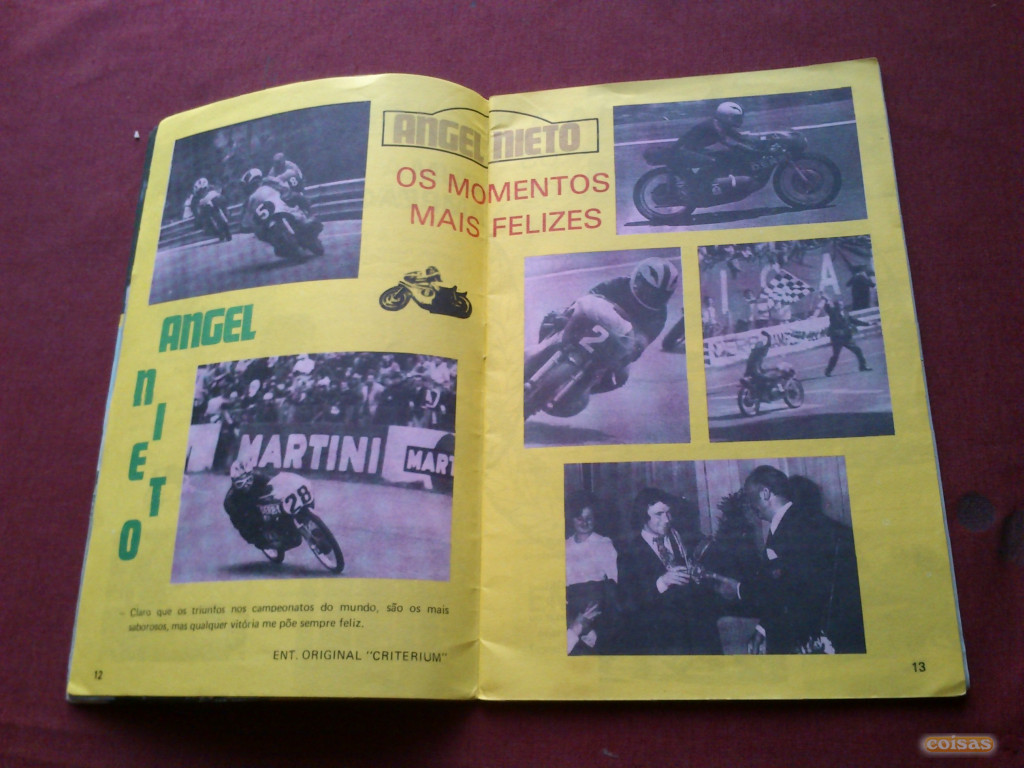 ANGEL NIETO
OS MOMENTOS
MAIS FELIZES
5
ANGEL
NIETO
MARTINI
MART
28
- Claro que os triunfos nos campeonatos do mundo, são os mais
saborosos, mas qualquer vitória me põe sempre feliz.
ENT. ORIGINAL "CRITERIUM"
12
2
I G A
13
coisas